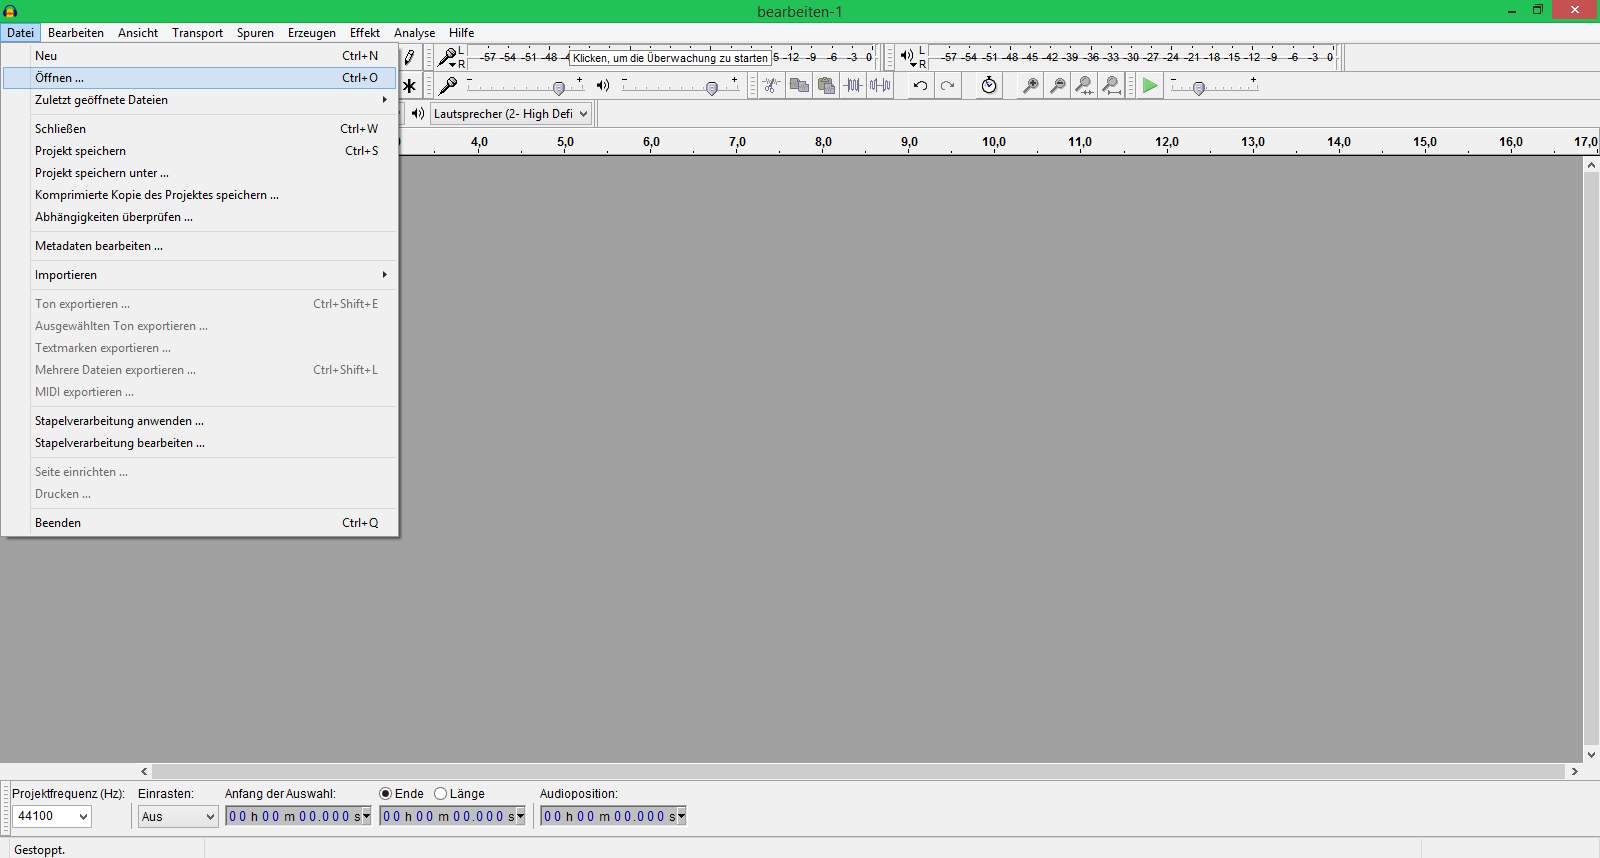 bearbeiten-1
Datei Bearbeiten Ansicht Transport Spuren Erzeugen Effekt Analyse Hilfe
Neu Ctrl+N
Öffnen ... Ctrl+O
Zuletzt geöffnete Dateien
Schließen Ctrl+W
Projekt speichern Ctrl+S
Projekt speichern unter ...
Komprimierte Kopie des Projektes speichern ...
Abhängigkeiten überprüfen ...
Metadaten bearbeiten ...
Importieren
Ton exportieren ... Ctrl+Shift+E
Ausgewählten Ton exportieren ...
Textmarken exportieren ...
Mehrere Dateien exportieren ... Ctrl+Shift+L
MIDI exportieren ...
Stapelverarbeitung anwenden ...
Stapelverarbeitung bearbeiten ...
Seite einrichten ...
Drucken ...
Beenden Ctrl+Q
L
R
-57 -54 -51 -48 Klicken, um die Überwachung zu starten -12 -9 -6 -3 0
L
R
-57 -54 -51 -48 -45 -42 -39 -36 -33 -30 -27 -24 -21 -18 -15 -12 -9 -6 -3 0
- + - + - +
Lautsprecher (2- High Defi
4,0 5,0 6,0 7,0 8,0 9,0 10,0 11,0 12,0 13,0 14,0 15,0 16,0 17,0
Projektfrequenz (Hz): Einrasten: Anfang der Auswahl: Ende Länge Audioposition:
44100 Aus 00 h 00 m 00.000 s 00 h 00 m 00.000 s 00 h 00 m 00.000 s
Gestoppt.